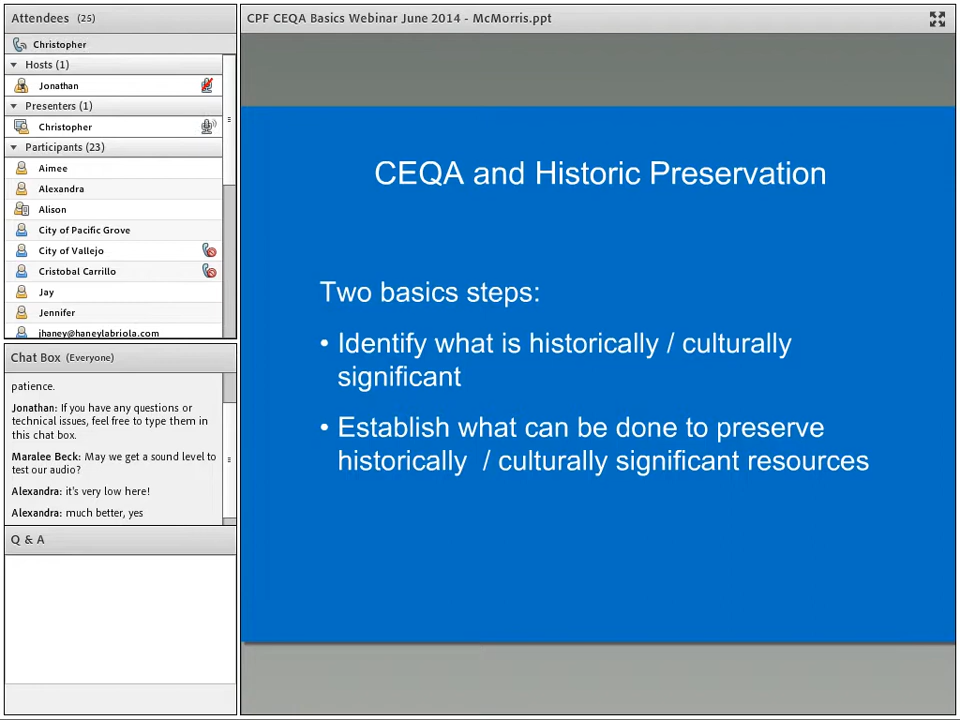 Attendees (25)
Christopher
Hosts (1)
Jonathan
Presenters (1)
Christopher
Participants (23)
Aimee
Alexandra
Alison
City of Pacific Grove
City of Vallejo
Cristobal Carrillo
Jay
Jennifer
jhaney@haneylabriola.com
Chat Box (Everyone)
patience.
Jonathan: If you have any questions or
technical issues, feel free to type them in
this chat box.
Maralee Beck: May we get a sound level to
test our audio?
Alexandra: it's very low here!
Alexandra: much better, yes
Q & A
CPF CEQA Basics Webinar June 2014 - McMorris.ppt
CEQA and Historic Preservation
Two basics steps:
• Identify what is historically / culturally
significant
• Establish what can be done to preserve
historically / culturally significant resources